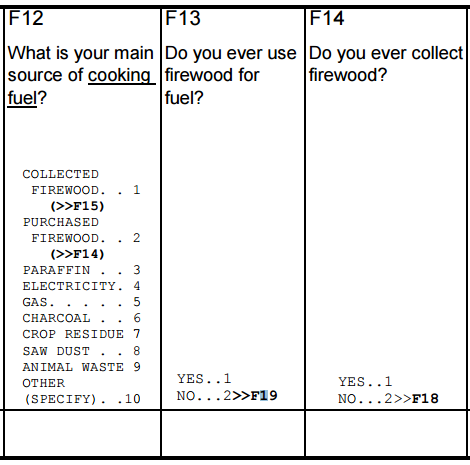 F12
What is your main
source of cooking
fuel?
COLLECTED
FIREWOOD. . 1
(>>F15)
PURCHASED
FIREWOOD. . 2
(>>F14)
PARAFFIN . . 3
ELECTRICITY. 4
GAS. . . . . 5
CHARCOAL . . 6
CROP RESIDUE 7
SAW DUST . . 8
ANIMAL WASTE 9
OTHER
(SPECIFY). .10
F13
Do you ever use
firewood for
fuel?
YES..1
NO...2>>F19
F14
Do you ever collect
firewood?
YES..1
NO...2>>F18